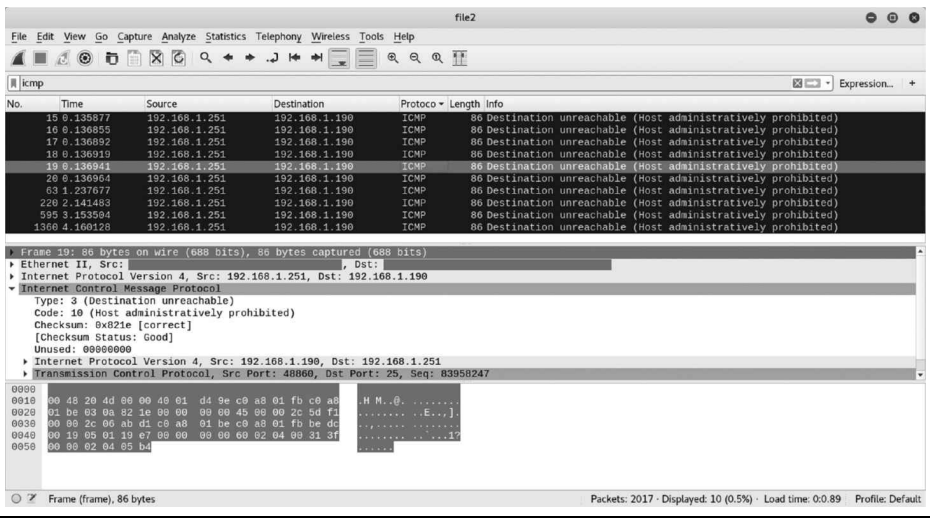 file2
File Edit View Go Capture Analyze Statistics Telephony Wireless Tools Help
icmp Expression... +
No. Time Source Destination Protoco Length Info
15 0.135877 192.168.1.251 192.168.1.190 ICMP 86 Destination unreachable (Host administratively prohibited)
16 0.136855 192.168.1.251 192.168.1.190 ICMP 86 Destination unreachable (Host administratively prohibited)
17 0.136892 192.168.1.251 192.168.1.190 ICMP 86 Destination unreachable (Host administratively prohibited)
18 0.136919 192.168.1.251 192.168.1.190 ICMP 86 Destination unreachable (Host administratively prohibited)
19 0.136941 192.168.1.251 192.168.1.190 ICMP 86 Destination unreachable (Host administratively prohibited)
20 0.136964 192.168.1.251 192.168.1.190 ICMP 86 Destination unreachable (Host administratively prohibited)
63 1.237677 192.168.1.251 192.168.1.190 ICMP 86 Destination unreachable (Host administratively prohibited)
220 2.141483 192.168.1.251 192.168.1.190 ICMP 86 Destination unreachable (Host administratively prohibited)
595 3.153504 192.168.1.251 192.168.1.190 ICMP 86 Destination unreachable (Host administratively prohibited)
1360 4.160128 192.168.1.251 192.168.1.190 ICMP 86 Destination unreachable (Host administratively prohibited)
Frame 19: 86 bytes on wire (688 bits), 86 bytes captured (688 bits)
Ethernet II, Src: , Dst:
Internet Protocol Version 4, Src: 192.168.1.251, Dst: 192.168.1.190
Internet Control Message Protocol
Type: 3 (Destination unreachable)
Code: 10 (Host administratively prohibited)
Checksum: 0x821e [correct]
[Checksum Status: Good]
Unused: 00000000
Internet Protocol Version 4, Src: 192.168.1.190, Dst: 192.168.1.251
Transmission Control Protocol, Src Port: 48860, Dst Port: 25, Seq: 83958247
0000
0010 00 48 20 4d 00 00 40 01 d4 9e c0 a8 01 fb c0 a8 .H M..@. ........
0020 01 be 03 0a 82 1e 00 00 00 00 45 00 00 2c 5d f1 ........ ..E..,].
0030 00 00 2c 06 ab d1 c0 a8 01 be c0 a8 01 fb be dc ..,..... ........
0040 00 19 05 01 19 e7 00 00 00 00 60 02 04 00 31 3f ........ ..`...1?
0050 00 00 02 04 05 b4 ......
Frame (frame), 86 bytes Packets: 2017 · Displayed: 10 (0.5%) · Load time: 0:0.89 Profile: Default